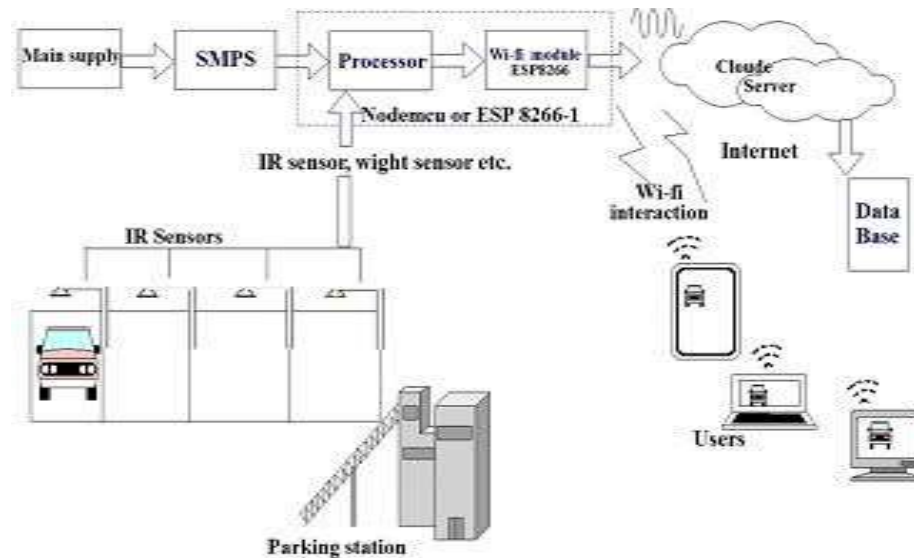 Main supply
SMPS
Processor
Wi-fi module
ESP8266
Cloude
Server
Nodemcu or ESP 8266-1
IR sensor, wight sensor etc.
Internet
Wi-fi
interaction
Data
Base
IR Sensors
Users
Parking station